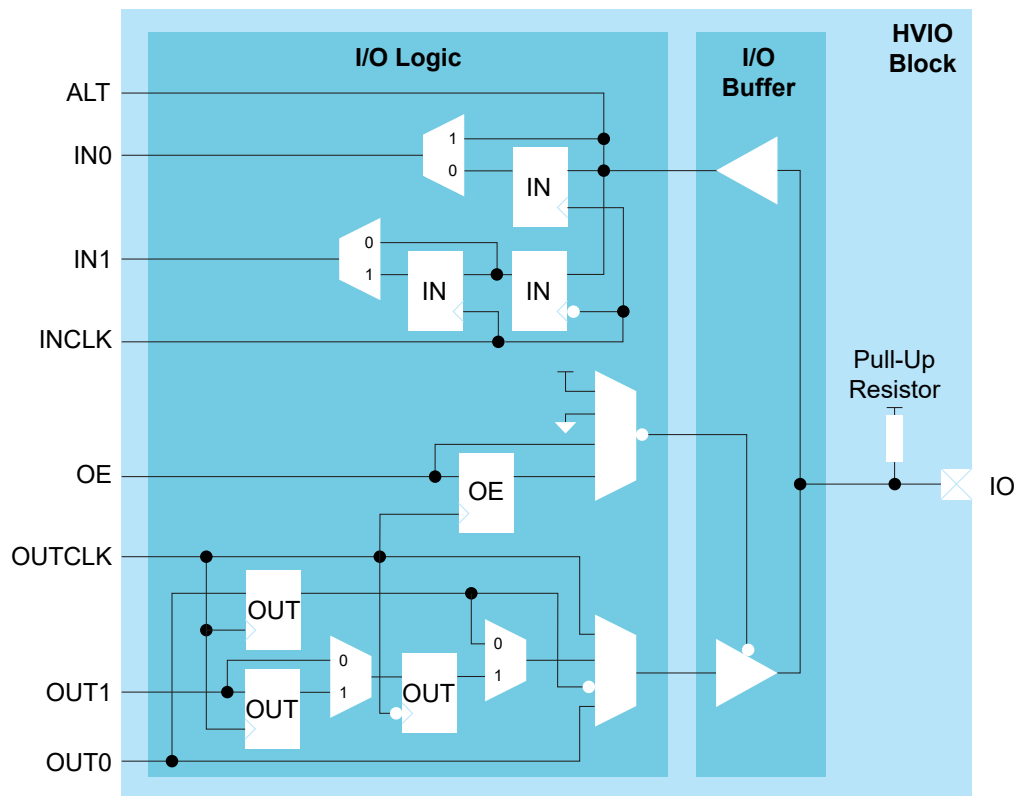 HVIO
Block
I/O Logic
I/O
Buffer
ALT
1
IN0
0
IN
0
IN1
1
IN
IN
INCLK
Pull-Up
Resistor
OE
OE
IO
OUTCLK
OUT
0
0
1
OUT1
1
OUT
OUT
OUT0